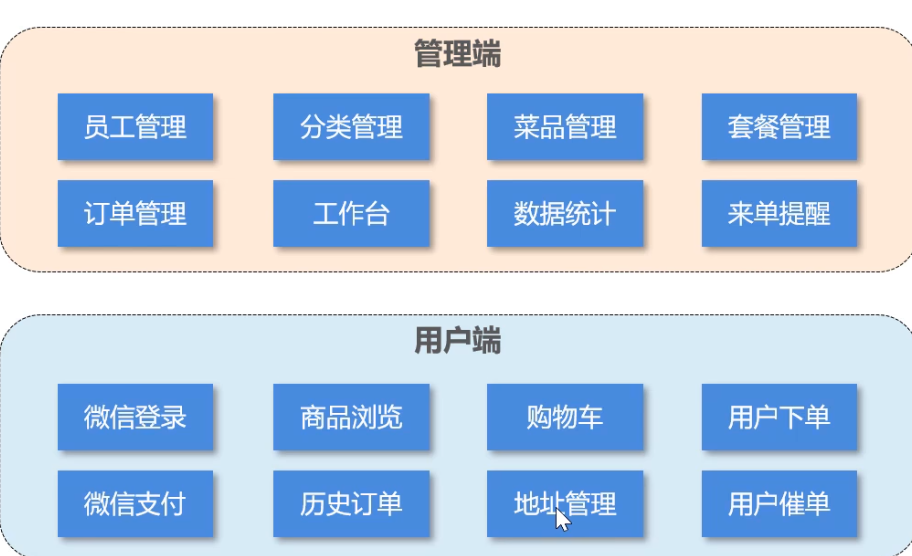 管理端
员工管理 分类管理 菜品管理 套餐管理
订单管理 工作台 数据统计 来单提醒
用户端
微信登录 商品浏览 购物车 用户下单
微信支付 历史订单 地址管理 用户催单